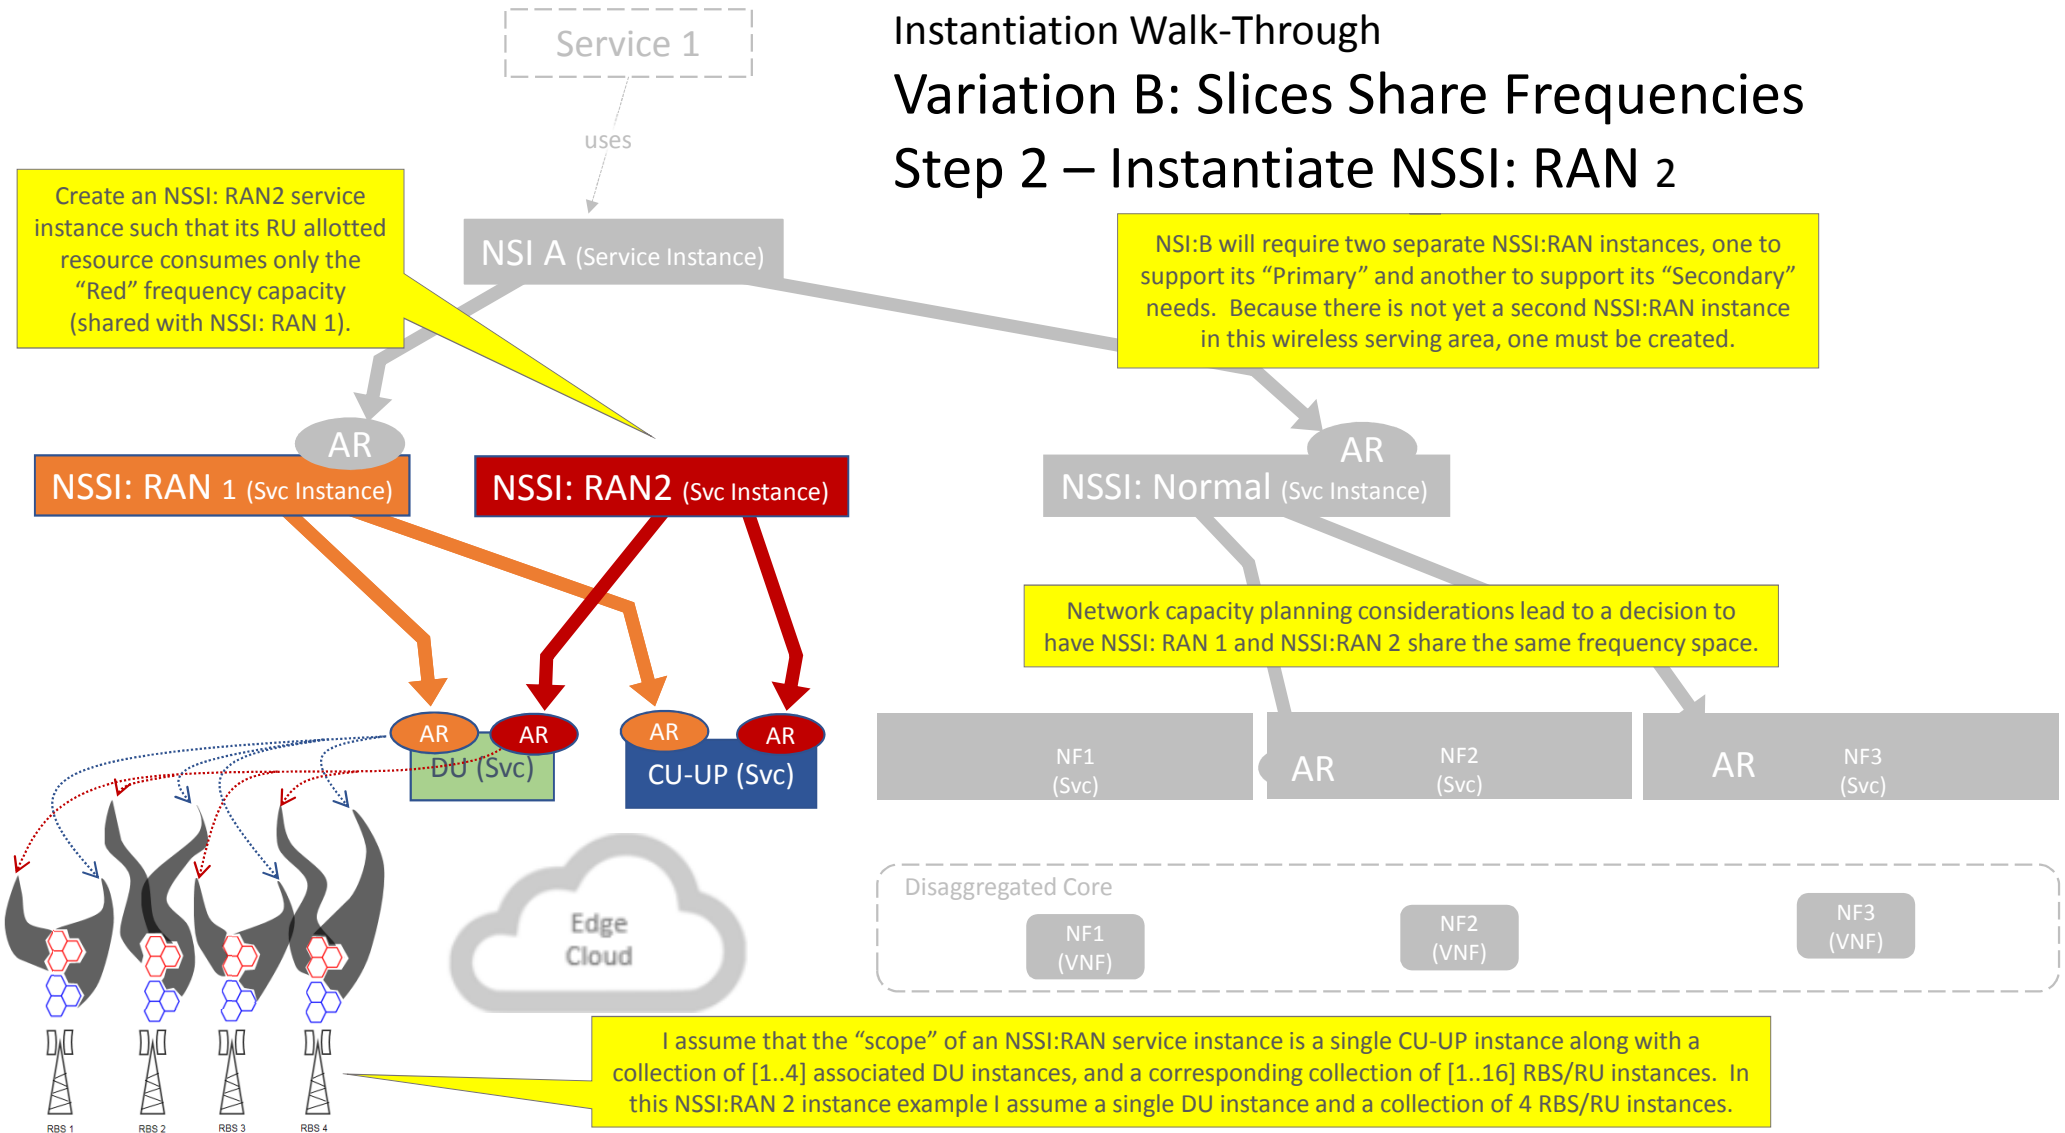 Service 1
Instantiation Walk-Through
Variation B: Slices Share Frequencies
Step 2 – Instantiate NSSI: RAN 2
uses
Create an NSSI: RAN2 service
instance such that its RU allotted
resource consumes only the
“Red” frequency capacity
(shared with NSSI: RAN 1).
NSI A (Service Instance)
NSI:B will require two separate NSSI:RAN instances, one to
support its “Primary” and another to support its “Secondary”
needs.  Because there is not yet a second NSSI:RAN instance
in this wireless serving area, one must be created.
AR
NSSI: RAN 1 (Svc Instance)
NSSI: RAN2 (Svc Instance)
AR
NSSI: Normal (Svc Instance)
Network capacity planning considerations lead to a decision to
have NSSI: RAN 1 and NSSI:RAN 2 share the same frequency space.
AR
AR
DU (Svc)
AR
AR
CU-UP (Svc)
NF1
(Svc)
AR
NF2
(Svc)
AR
NF3
(Svc)
Edge
Cloud
Disaggregated Core
NF1
(VNF)
NF2
(VNF)
NF3
(VNF)
I assume that the “scope” of an NSSI:RAN service instance is a single CU-UP instance along with a
collection of [1..4] associated DU instances, and a corresponding collection of [1..16] RBS/RU instances.  In
this NSSI:RAN 2 instance example I assume a single DU instance and a collection of 4 RBS/RU instances.
RBS 1
RBS 2
RBS 3
RBS 4